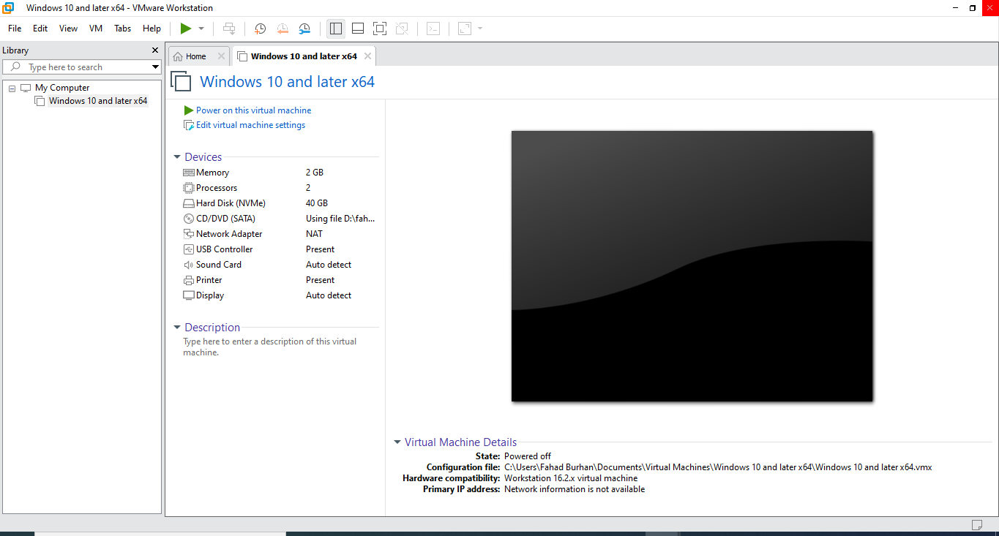 Windows 10 and later x64 - VMware Workstation
File Edit View VM Tabs Help
Library
Type here to search
My Computer
Windows 10 and later x64
Home
Windows 10 and later x64
Windows 10 and later x64
Power on this virtual machine
Edit virtual machine settings
Devices
Memory 2 GB
Processors 2
Hard Disk (NVMe) 40 GB
CD/DVD (SATA) Using file D:\fah...
Network Adapter NAT
USB Controller Present
Sound Card Auto detect
Printer Present
Display Auto detect
Description
Type here to enter a description of this virtual
machine.
Virtual Machine Details
State: Powered off
Configuration file: C:\Users\Fahad Burhan\Documents\Virtual Machines\Windows 10 and later x64\Windows 10 and later x64.vmx
Hardware compatibility: Workstation 16.2.x virtual machine
Primary IP address: Network information is not available